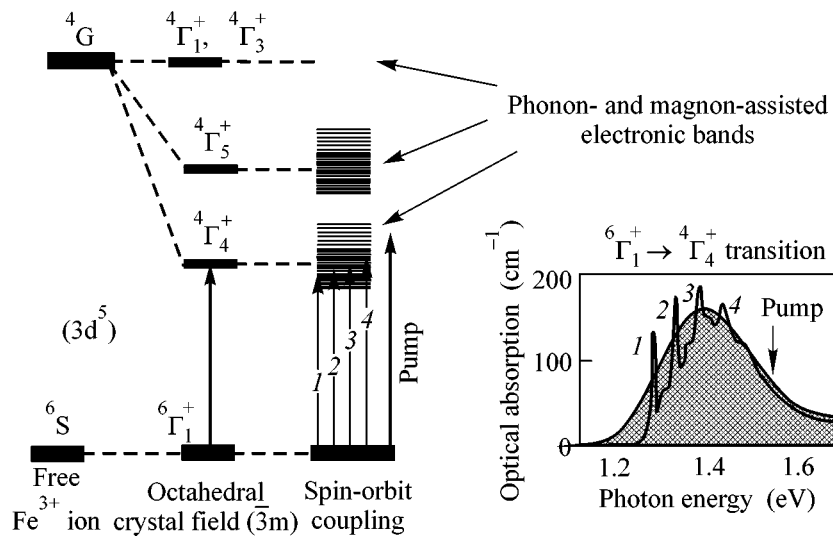 ⁴G
⁴Γ₁⁺, ⁴Γ₃⁺
⁴Γ₅⁺
⁴Γ₄⁺
Phonon- and magnon-assisted
electronic bands
(3d⁵)
1
2
3
4
Pump
⁶S
⁶Γ₁⁺
Free
Fe³⁺ ion
Octahedral
crystal field (3̅m)
Spin-orbit
coupling
⁶Γ₁⁺ → ⁴Γ₄⁺ transition
Optical absorption (cm⁻¹)
200
100
0
1
2
3
4
Pump
1.2
1.4
1.6
Photon energy (eV)